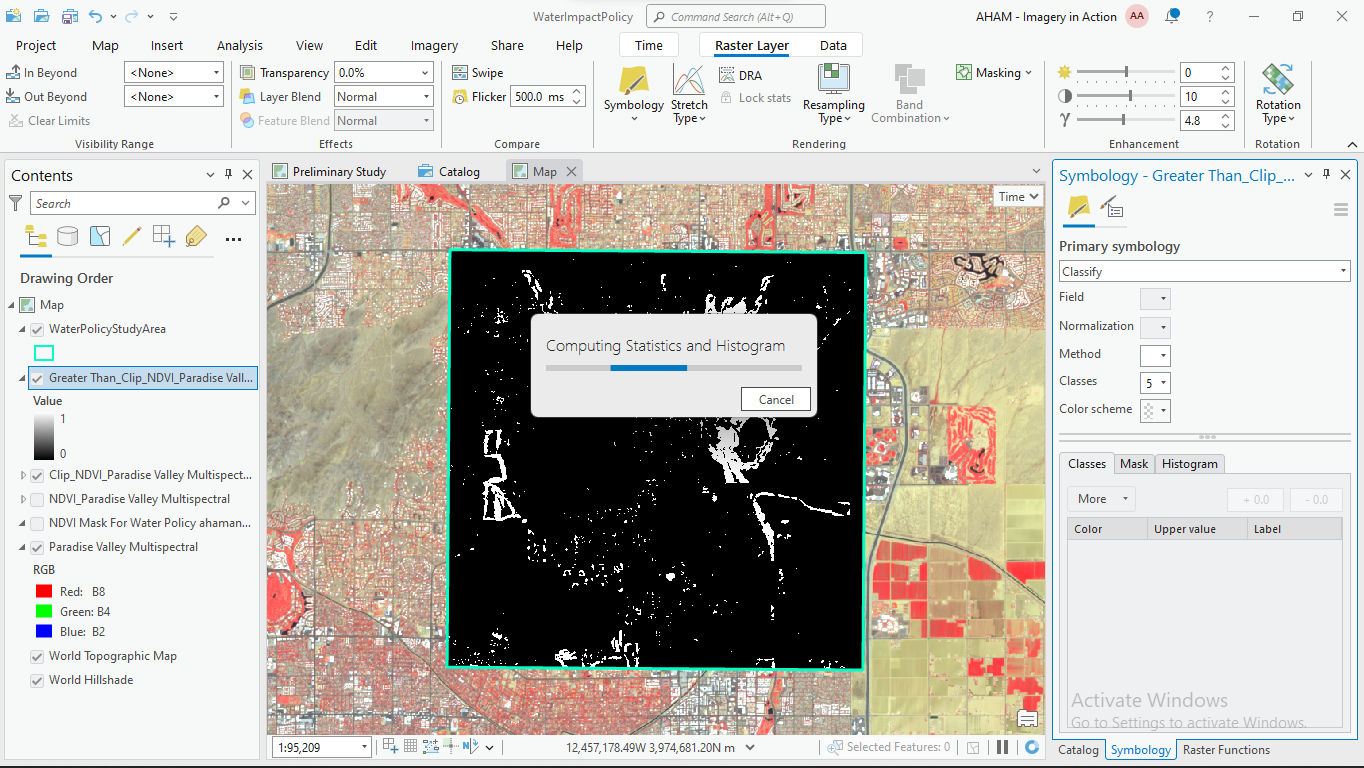 WaterImpactPolicy
Command Search (Alt+Q)
AHAM - Imagery in Action
AA
?
Project
Map
Insert
Analysis
View
Edit
Imagery
Share
Help
Time
Raster Layer
Data
In Beyond
<None>
Out Beyond
<None>
Clear Limits
Visibility Range
Transparency
0.0%
Layer Blend
Normal
Feature Blend
Normal
Effects
Swipe
Flicker
500.0 ms
Compare
Symbology
Stretch
Type
DRA
Lock stats
Resampling
Type
Band
Combination
Masking
Rendering
0
10
γ
4.8
Enhancement
Rotation
Type
Rotation
Contents
Search
Drawing Order
Map
WaterPolicyStudyArea
Greater Than_Clip_NDVI_Paradise Vall...
Value
1
0
Clip_NDVI_Paradise Valley Multispect...
NDVI_Paradise Valley Multispectral
NDVI Mask For Water Policy ahaman...
Paradise Valley Multispectral
RGB
Red: B8
Green: B4
Blue: B2
World Topographic Map
World Hillshade
Preliminary Study
Catalog
Map
Time
Computing Statistics and Histogram
Cancel
1:95,209
12,457,178.49W 3,974,681.20N m
Selected Features: 0
Symbology - Greater Than_Clip_...
Primary symbology
Classify
Field
Normalization
Method
Classes
5
Color scheme
Classes
Mask
Histogram
More
+ 0.0
- 0.0
Color
Upper value
Label
Activate Windows
Go to Settings to activate Windows.
Catalog
Symbology
Raster Functions